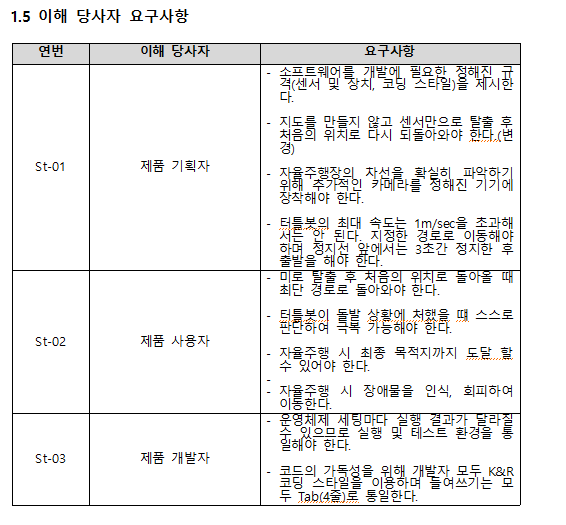 1.5 이해 당사자 요구사항
연번 이해 당사자 요구사항
St-01 제품 기획자
- 소프트웨어를 개발에 필요한 정해진 규
격(센서 및 장치, 코딩 스타일)을 제시한
다.
- 지도를 만들지 않고 센서만으로 탈출 후
처음의 위치로 다시 되돌아와야 한다.(변
경)
- 자율주행장의 차선을 확실히 파악하기
위해 추가적인 카메라를 정해진 기기에
장착해야 한다.
- 터틀봇의 최대 속도는 1m/sec을 초과해
서는 안 된다. 지정한 경로로 이동해야
하며 정지선 앞에서는 3초간 정지한 후
출발을 해야 한다.
St-02 제품 사용자
- 미로 탈출 후 처음의 위치로 돌아올 때
최단 경로로 돌아와야 한다.
- 터틀봇이 돌발 상황에 처했을 떄 스스로
판단하여 극복 가능해야 한다.
- 자율주행 시 최종 목적지까지 도달 할
수 있어야 한다.
-
- 자율주행 시 장애물을 인식, 회피하여
이동한다.
St-03 제품 개발자
- 운영체제 세팅마다 실행 결과가 달라질
수 있으므로 실행 및 테스트 환경을 통
일해야 한다.
- 코드의 가독성을 위해 개발자 모두 K&R
코딩 스타일을 이용하며 들여쓰기는 모
두 Tab(4줄)로 통일한다.